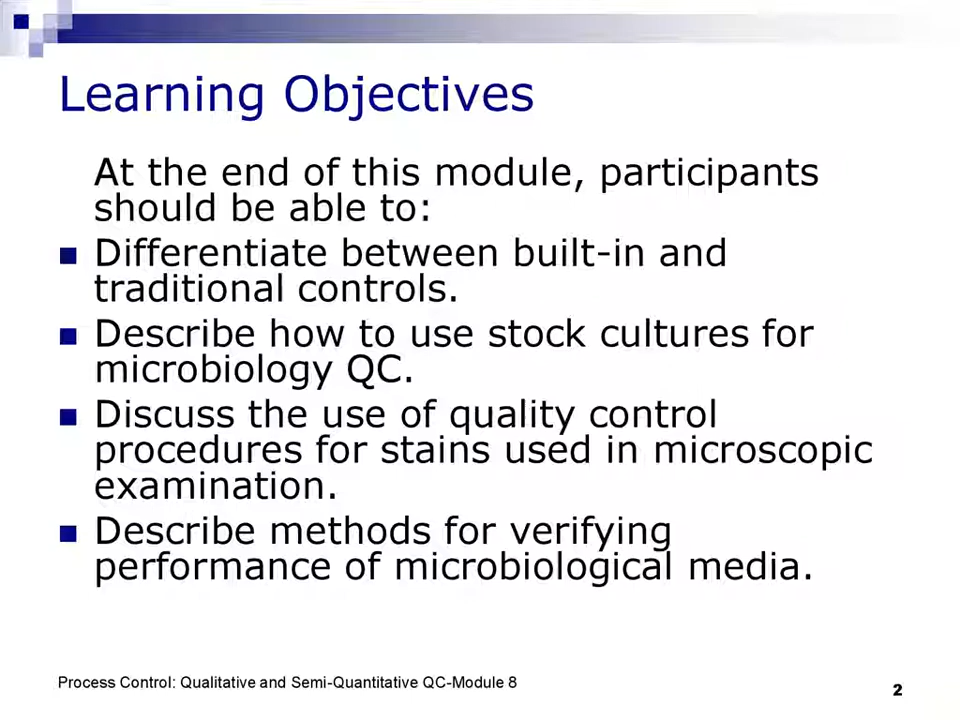 Learning Objectives
At the end of this module, participants
should be able to:
Differentiate between built-in and
traditional controls.
Describe how to use stock cultures for
microbiology QC.
Discuss the use of quality control
procedures for stains used in microscopic
examination.
Describe methods for verifying
performance of microbiological media.
Process Control: Qualitative and Semi-Quantitative QC-Module 8
2